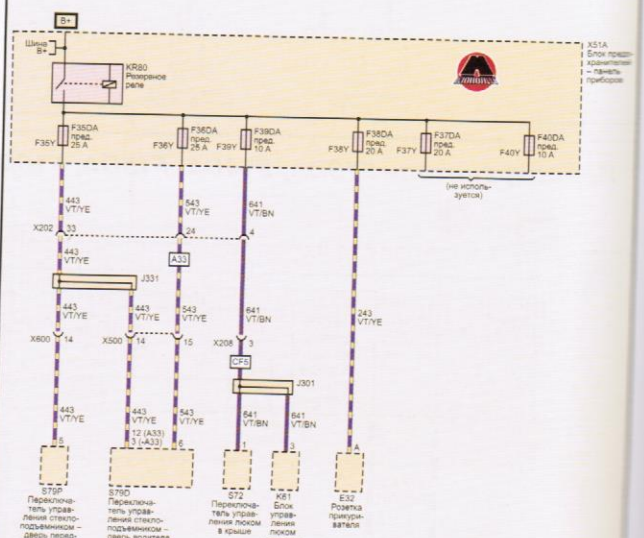 B+
Шина
B+
KR80
Резервное
реле
X51A
Блок предо-
хранителей
– панель
приборов
F35DA
пред.
25 A
F35Y
F36DA
пред.
25 A
F36Y
F39DA
пред.
10 A
F39Y
F38DA
пред.
20 A
F38Y
F37DA
пред.
20 A
F37Y
F40DA
пред.
10 A
F40Y
(не исполь-
зуется)
443
VT/YE
543
VT/YE
641
VT/BN
X202
33
24
4
443
VT/YE
A33
J331
443
VT/YE
443
VT/YE
543
VT/YE
641
VT/BN
243
VT/YE
X600
14
X500
14
15
X208
3
CF5
J301
443
VT/YE
443
VT/YE
543
VT/YE
641
VT/BN
641
VT/BN
5
12 (A33)
3 (-A33)
6
1
3
A
S79P
Переключа-
тель управ-
ления стекло-
подъемником –
дверь перед-
S79D
Переключа-
тель управ-
ления стекло-
подъемником –
дверь водителя
S72
Переключа-
тель управ-
ления люком
в крыше
K61
Блок
управ-
ления
люком
E32
Розетка
прикури-
вателя